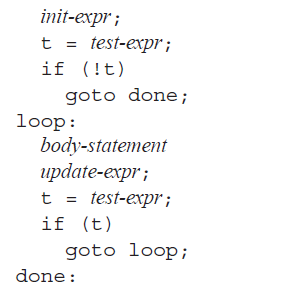 init-expr;
t = test-expr;
if (!t)
goto done;
loop:
body-statement
update-expr;
t = test-expr;
if (t)
goto loop;
done: